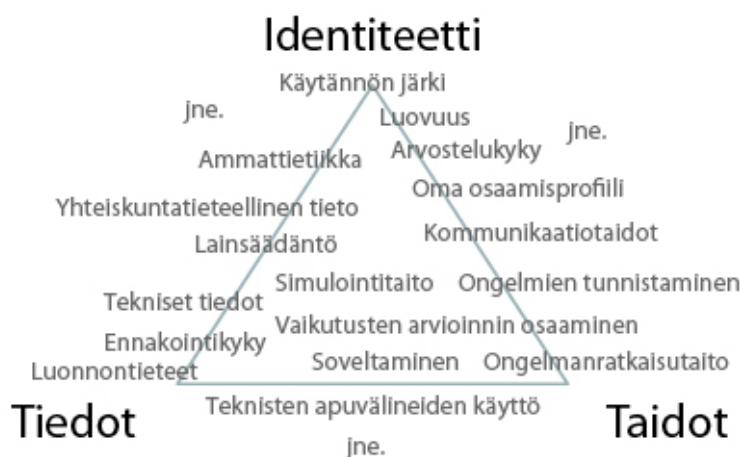 Identiteetti
Käytännön järki
jne.
Luovuus
jne.
Ammattietiikka
Arvostelukyky
Oma osaamisprofiili
Yhteiskuntatieteellinen tieto
Kommunikaatiotaidot
Lainsäädäntö
Simulointitaito
Ongelmien tunnistaminen
Tekniset tiedot
Vaikutusten arvioinnin osaaminen
Ennakointikyky
Soveltaminen
Ongelmanratkaisutaito
Luonnontieteet
Tiedot
Teknisten apuvälineiden käyttö
Taidot
jne.